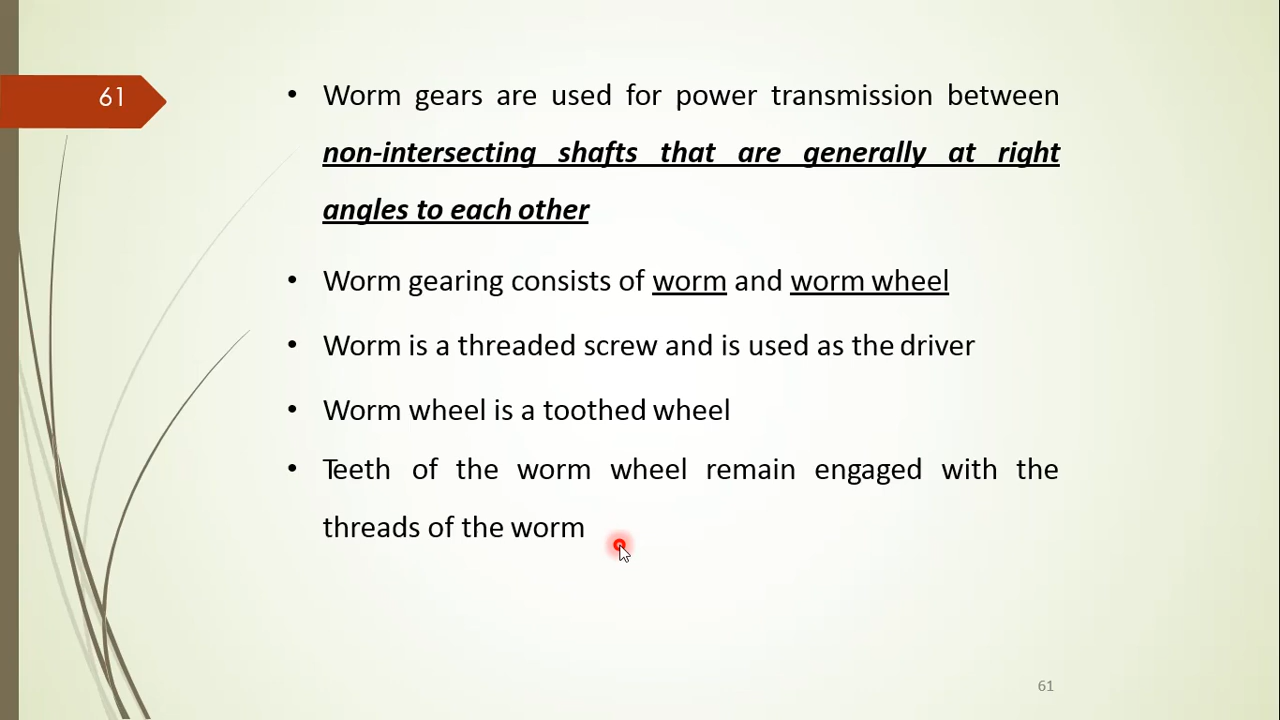 61
• Worm gears are used for power transmission between
non-intersecting shafts that are generally at right
angles to each other
• Worm gearing consists of worm and worm wheel
• Worm is a threaded screw and is used as the driver
• Worm wheel is a toothed wheel
• Teeth of the worm wheel remain engaged with the
threads of the worm
61